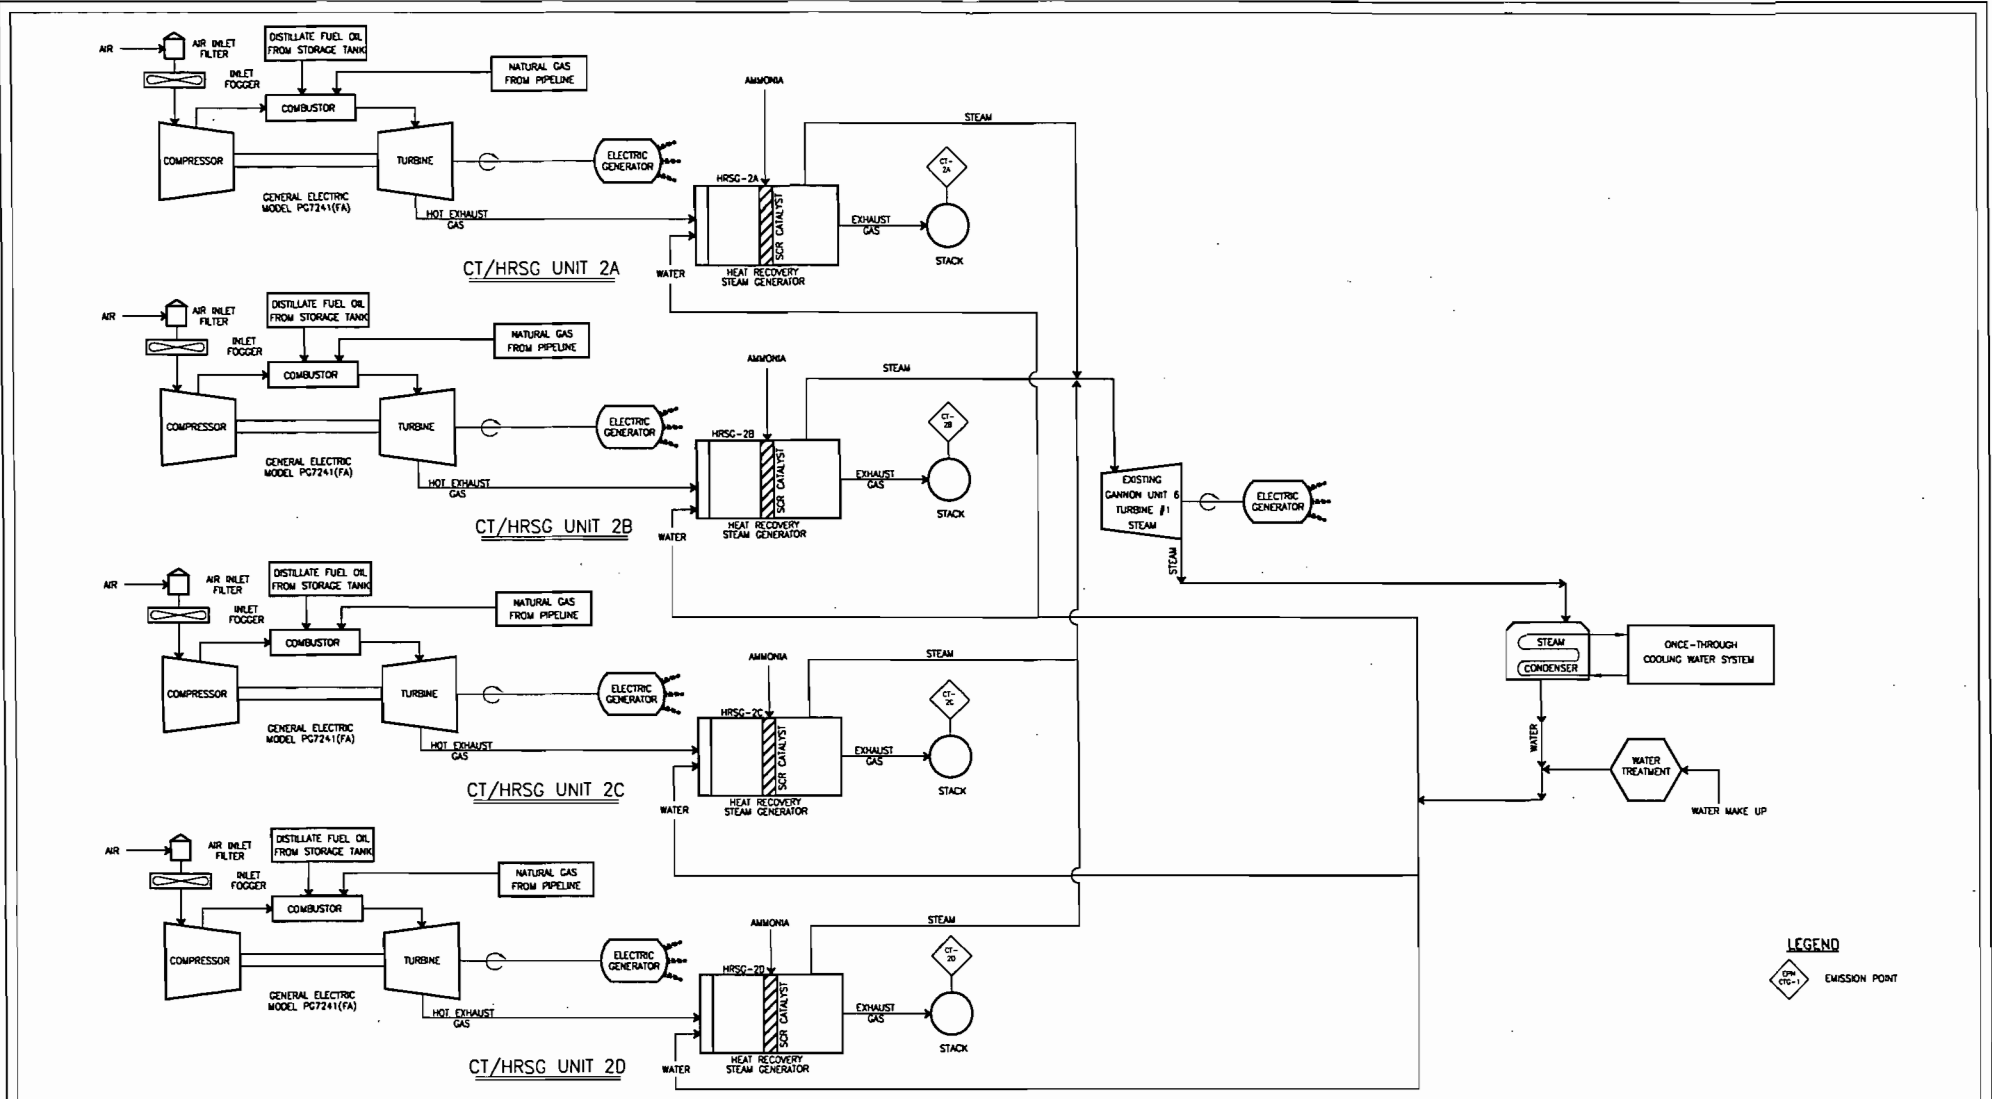 AIR
AIR INLET
FILTER
INLET
FOGGER
DISTILLATE FUEL OIL
FROM STORAGE TANK
NATURAL GAS
FROM PIPELINE
COMBUSTOR
COMPRESSOR
TURBINE
ELECTRIC
GENERATOR
GENERAL ELECTRIC
MODEL PG7241(FA)
HOT EXHAUST
GAS
CT/HRSG UNIT 2A
AMMONIA
HRSG-2A
SCR CATALYST
HEAT RECOVERY
STEAM GENERATOR
WATER
STEAM
EXHAUST
GAS
CT-
2A
STACK
AIR
AIR INLET
FILTER
INLET
FOGGER
DISTILLATE FUEL OIL
FROM STORAGE TANK
NATURAL GAS
FROM PIPELINE
COMBUSTOR
COMPRESSOR
TURBINE
ELECTRIC
GENERATOR
GENERAL ELECTRIC
MODEL PG7241(FA)
HOT EXHAUST
GAS
CT/HRSG UNIT 2B
AMMONIA
HRSG-2B
SCR CATALYST
HEAT RECOVERY
STEAM GENERATOR
WATER
STEAM
EXHAUST
GAS
CT-
2B
STACK
AIR
AIR INLET
FILTER
INLET
FOGGER
DISTILLATE FUEL OIL
FROM STORAGE TANK
NATURAL GAS
FROM PIPELINE
COMBUSTOR
COMPRESSOR
TURBINE
ELECTRIC
GENERATOR
GENERAL ELECTRIC
MODEL PG7241(FA)
HOT EXHAUST
GAS
CT/HRSG UNIT 2C
AMMONIA
HRSG-2C
SCR CATALYST
HEAT RECOVERY
STEAM GENERATOR
WATER
STEAM
EXHAUST
GAS
CT-
2C
STACK
AIR
AIR INLET
FILTER
INLET
FOGGER
DISTILLATE FUEL OIL
FROM STORAGE TANK
NATURAL GAS
FROM PIPELINE
COMBUSTOR
COMPRESSOR
TURBINE
ELECTRIC
GENERATOR
GENERAL ELECTRIC
MODEL PG7241(FA)
HOT EXHAUST
GAS
CT/HRSG UNIT 2D
AMMONIA
HRSG-2D
SCR CATALYST
HEAT RECOVERY
STEAM GENERATOR
WATER
STEAM
EXHAUST
GAS
CT-
2D
STACK
EXISTING
GANNON UNIT 6
TURBINE #1
STEAM
ELECTRIC
GENERATOR
STEAM
STEAM
CONDENSER
ONCE-THROUGH
COOLING WATER SYSTEM
WATER
WATER
TREATMENT
WATER MAKE UP
LEGEND
CTG-1
EMISSION POINT